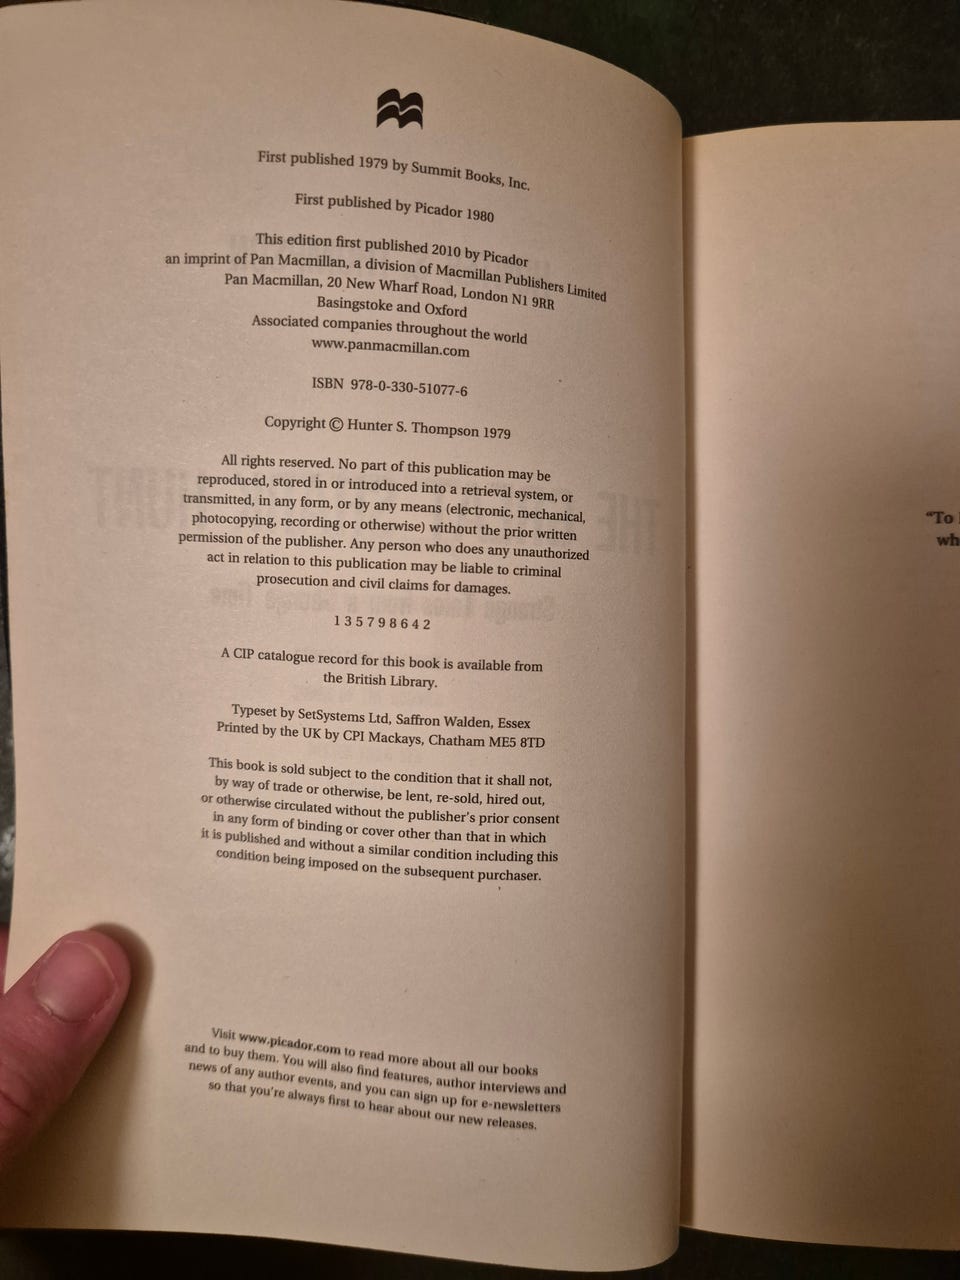 First published 1979 by Summit Books, Inc.
First published by Picador 1980
This edition first published 2010 by Picador
an imprint of Pan Macmillan, a division of Macmillan Publishers Limited
Pan Macmillan, 20 New Wharf Road, London N1 9RR
Basingstoke and Oxford
Associated companies throughout the world
www.panmacmillan.com
ISBN 978-0-330-51077-6
Copyright © Hunter S. Thompson 1979
All rights reserved. No part of this publication may be
reproduced, stored in or introduced into a retrieval system, or
transmitted, in any form, or by any means (electronic, mechanical,
photocopying, recording or otherwise) without the prior written
permission of the publisher. Any person who does any unauthorized
act in relation to this publication may be liable to criminal
prosecution and civil claims for damages.
1 3 5 7 9 8 6 4 2
A CIP catalogue record for this book is available from
the British Library.
Typeset by SetSystems Ltd, Saffron Walden, Essex
Printed by the UK by CPI Mackays, Chatham ME5 8TD
This book is sold subject to the condition that it shall not,
by way of trade or otherwise, be lent, re-sold, hired out,
or otherwise circulated without the publisher's prior consent
in any form of binding or cover other than that in which
it is published and without a similar condition including this
condition being imposed on the subsequent purchaser.
Visit www.picador.com to read more about all our books
and to buy them. You will also find features, author interviews and
news of any author events, and you can sign up for e-newsletters
so that you're always first to hear about our new releases.
“To
wh